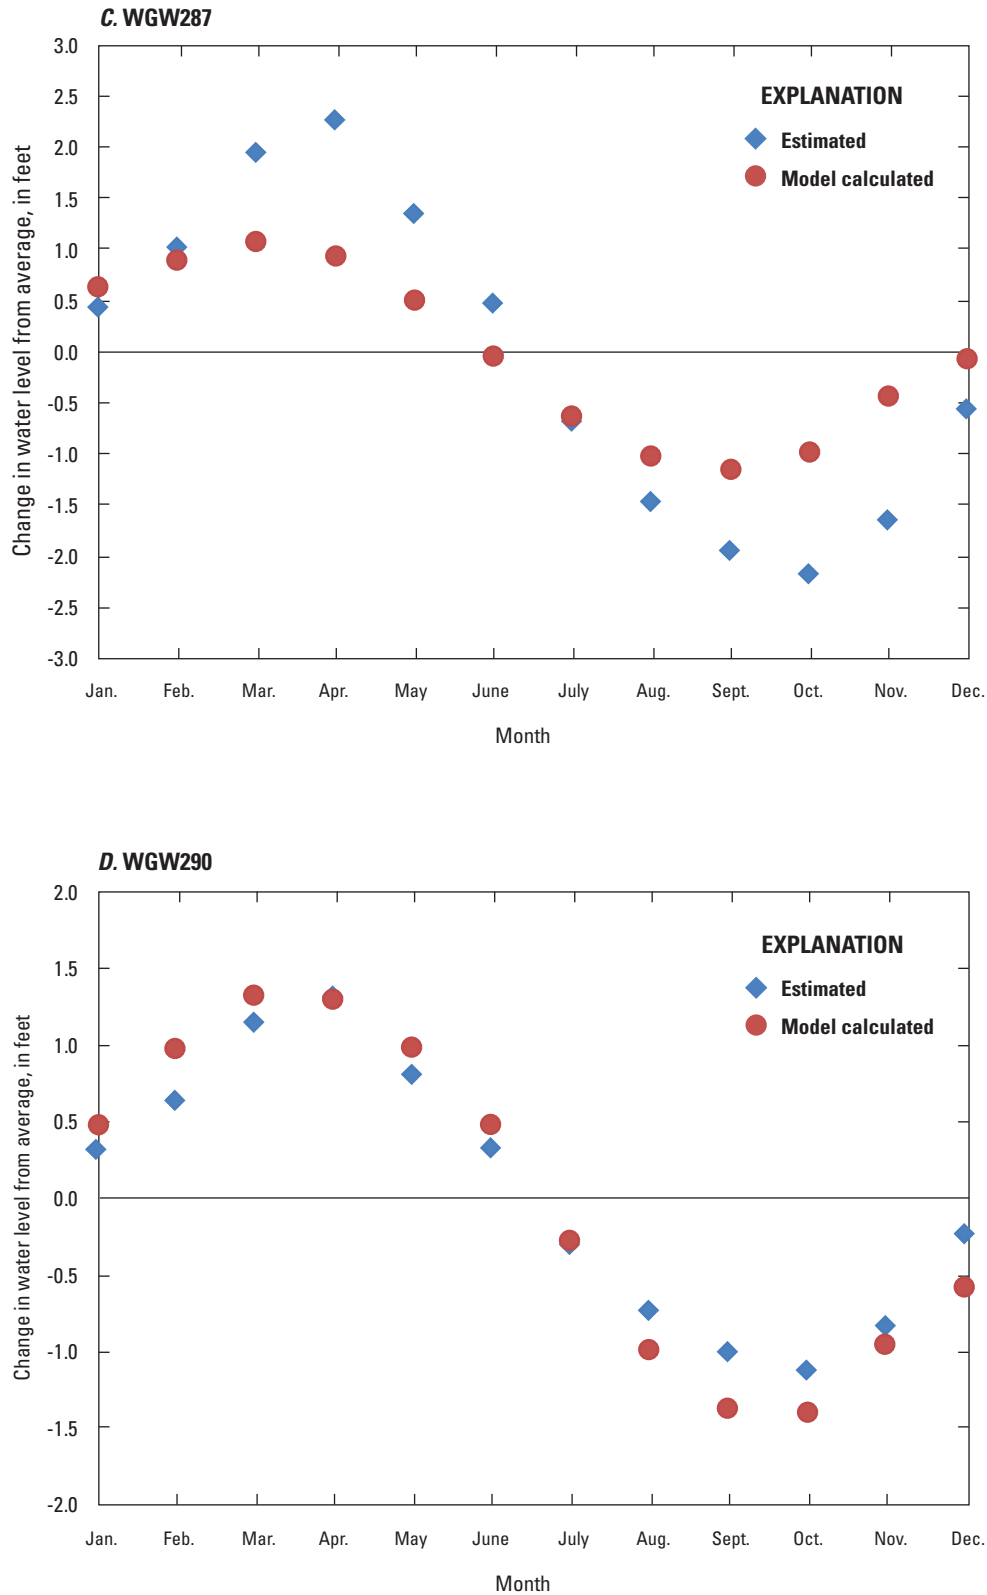 C. WGW287
3.0
2.5
2.0
1.5
1.0
0.5
0.0
-0.5
-1.0
-1.5
-2.0
-2.5
-3.0
Change in water level from average, in feet
EXPLANATION
Estimated
Model calculated
Jan. Feb. Mar. Apr. May June July Aug. Sept. Oct. Nov. Dec.
Month
D. WGW290
2.0
1.5
1.0
0.5
0.0
-0.5
-1.0
-1.5
-2.0
Change in water level from average, in feet
EXPLANATION
Estimated
Model calculated
Jan. Feb. Mar. Apr. May June July Aug. Sept. Oct. Nov. Dec.
Month